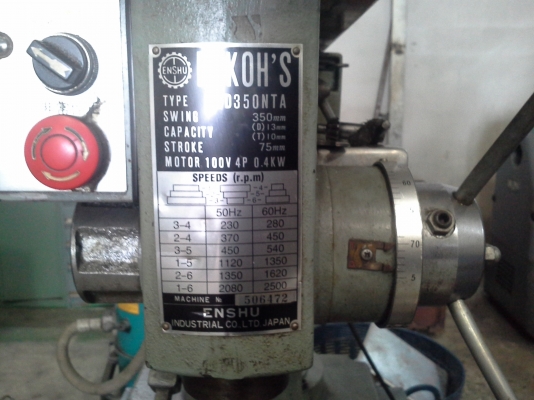 ENSHU KOH'S
TYPE D350NTA
SWING 350mm
CAPACITY (D) 13mm
(T) 10mm
STROKE 75mm
MOTOR 100V 4P 0.4KW
SPEEDS (r.p.m)
50Hz 60Hz
3-4 230 280
2-4 370 450
3-5 450 540
1-5 1120 1350
2-6 1350 1620
1-6 2080 2500
MACHINE No 506472
ENSHU
INDUSTRIAL CO., LTD. JAPAN
70
5